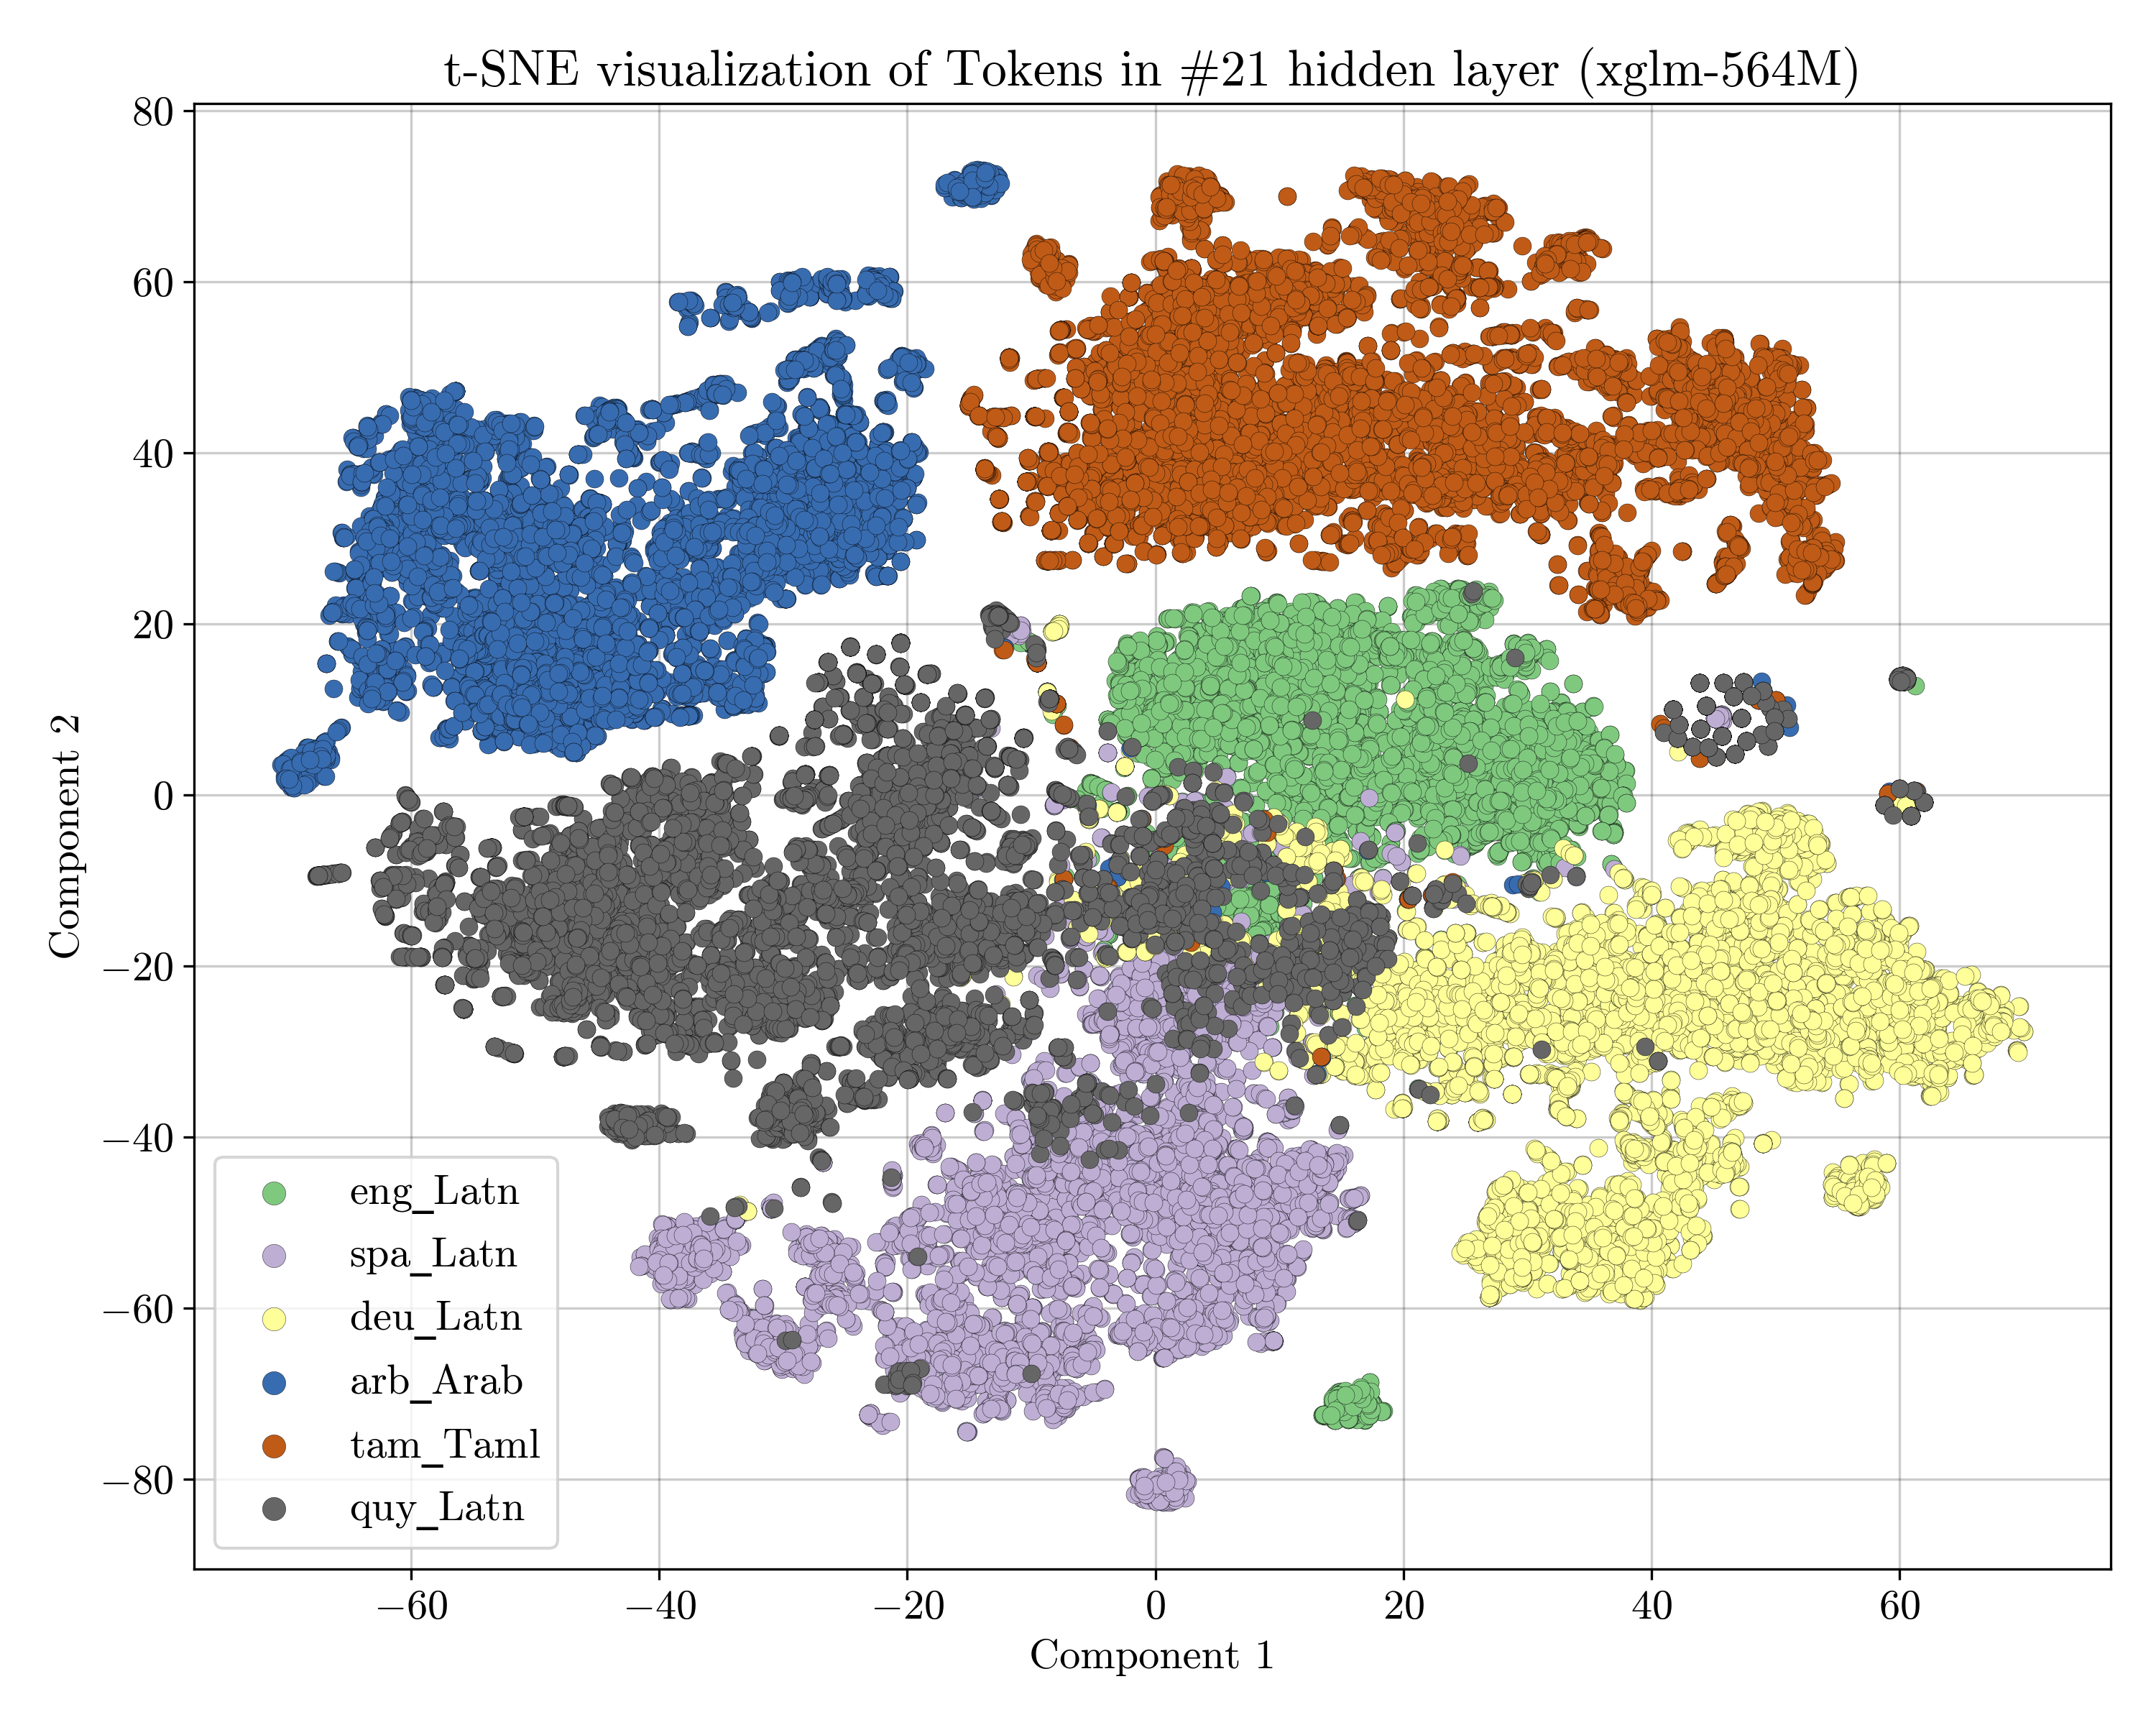 t-SNE visualization of Tokens in #21 hidden layer (xglm-564M)
80
60
40
20
0
−20
−40
−60
−80
Component 2
eng_Latn
spa_Latn
deu_Latn
arb_Arab
tam_Taml
quy_Latn
−60 −40 −20 0 20 40 60
Component 1